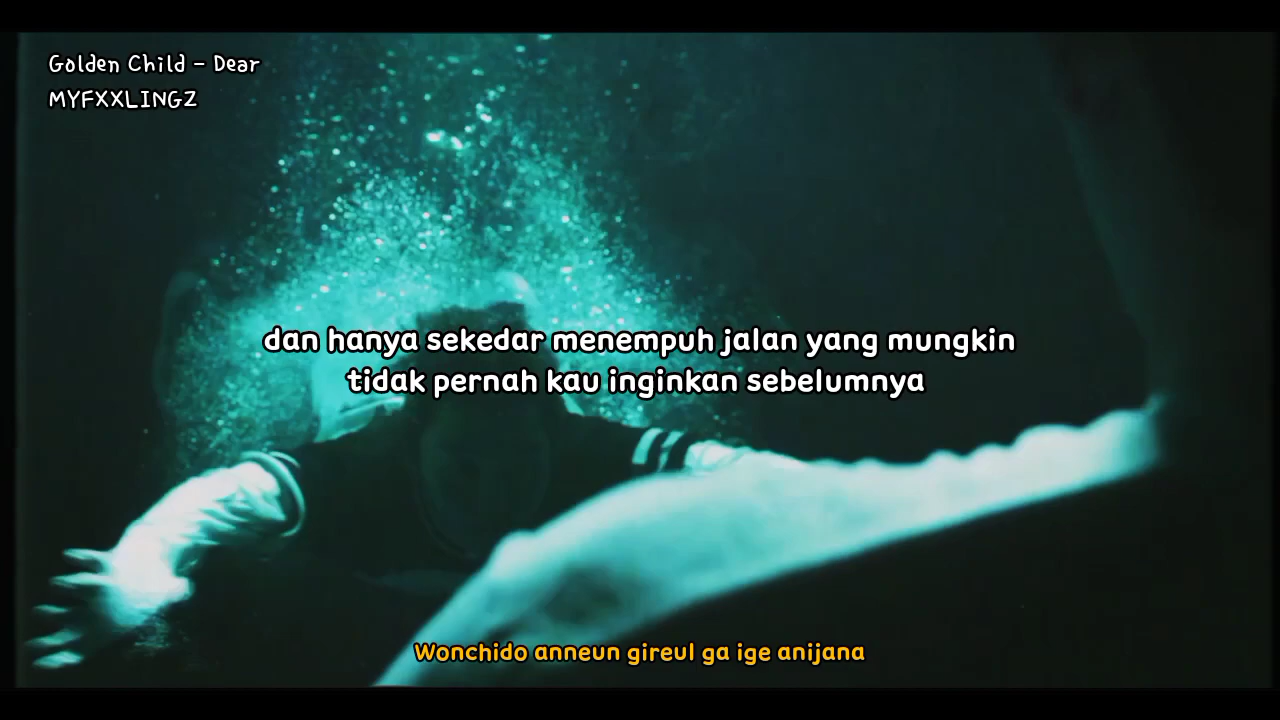 Golden Child - Dear
MYFXXLINGZ
dan hanya sekedar menempuh jalan yang mungkin
tidak pernah kau inginkan sebelumnya
Wonchido anneun gireul ga ige anijana